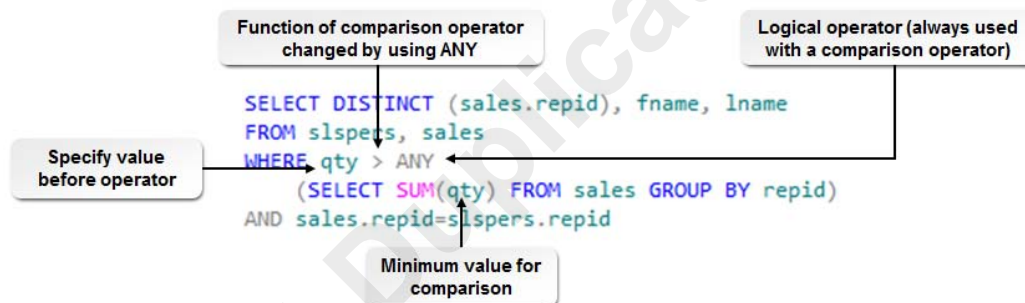 Function of comparison operator
changed by using ANY
Logical operator (always used
with a comparison operator)
SELECT DISTINCT (sales.repid), fname, lname
FROM slspers, sales
Specify value
before operator
WHERE qty > ANY
(SELECT SUM(qty) FROM sales GROUP BY repid)
AND sales.repid=slspers.repid
Minimum value for
comparison
Duplica